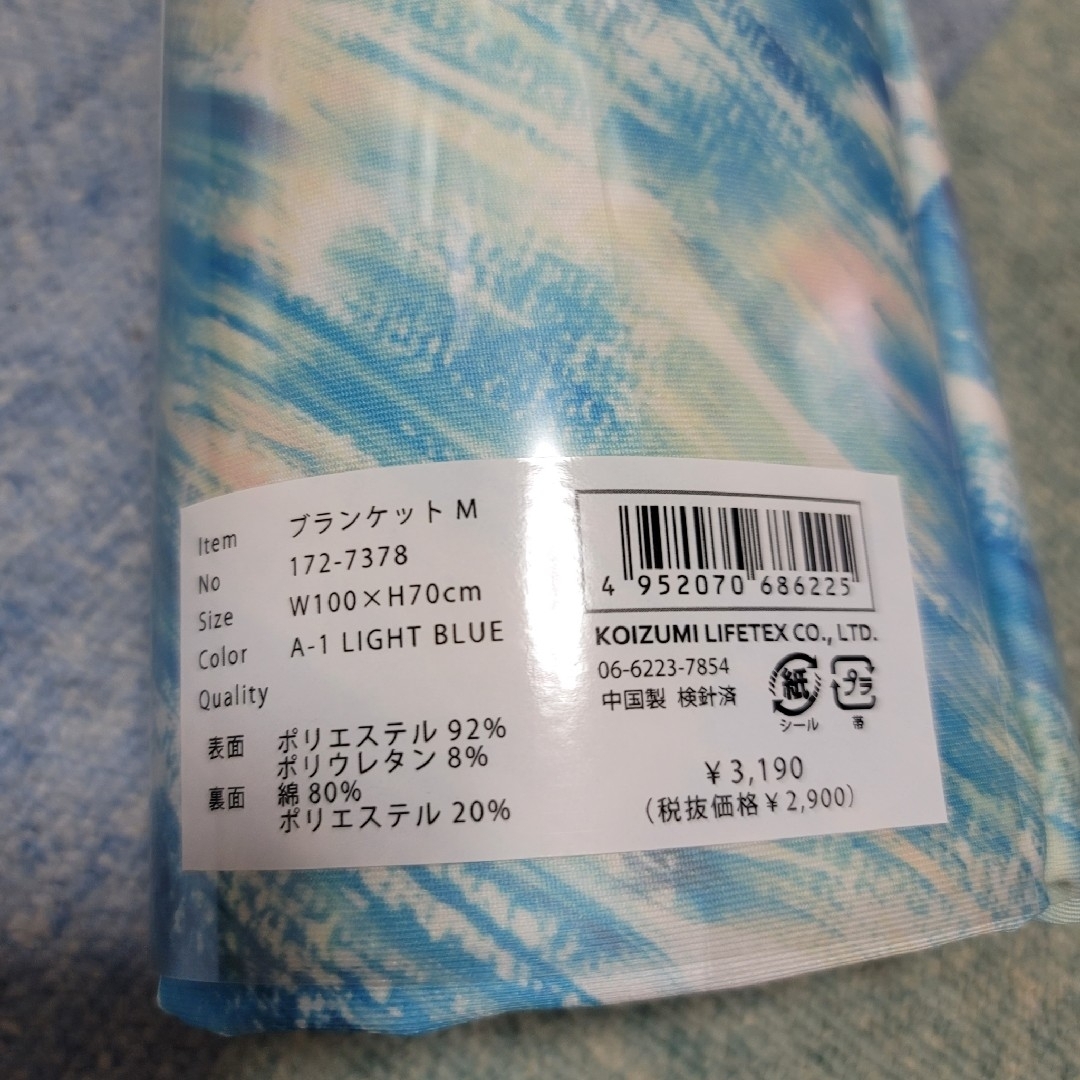 Item ブランケット M
No 172-7378
Size W100×H70cm
Color A-1 LIGHT BLUE
Quality
表面 ポリエステル 92%
ポリウレタン 8%
裏面 綿 80%
ポリエステル 20%
4 952070 686225
KOIZUMI LIFETEX CO., LTD.
06-6223-7854
中国製 検針済
紙
シール
プラ
帯
¥3,190
(税抜価格¥2,900)